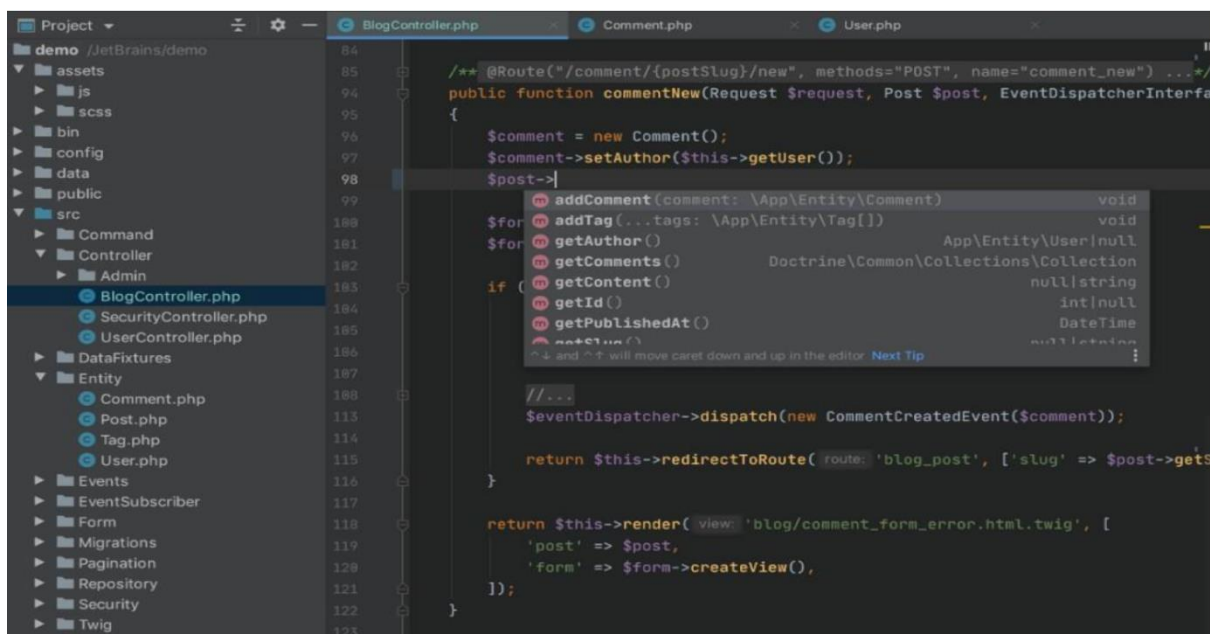 Project
demo /JetBrains/demo
assets
js
scss
bin
config
data
public
src
Command
Controller
Admin
BlogController.php
SecurityController.php
UserController.php
DataFixtures
Entity
Comment.php
Post.php
Tag.php
User.php
Events
EventSubscriber
Form
Migrations
Pagination
Repository
Security
Twig
BlogController.php
Comment.php
User.php
84
85 /** @Route("/comment/{postSlug}/new", methods="POST", name="comment_new") ...*/
94 public function commentNew(Request $request, Post $post, EventDispatcherInterfa
95 {
96 $comment = new Comment();
97 $comment->setAuthor($this->getUser());
98 $post->
99
100 $for
101 $for
102
103 if (
104
105
106
107
108 //...
113 $eventDispatcher->dispatch(new CommentCreatedEvent($comment));
114
115 return $this->redirectToRoute( route: 'blog_post', ['slug' => $post->getS
116 }
117
118 return $this->render( view: 'blog/comment_form_error.html.twig', [
119 'post' => $post,
120 'form' => $form->createView(),
121 ]);
122 }
123
m addComment(comment: \App\Entity\Comment) void
m addTag(...tags: \App\Entity\Tag[]) void
m getAuthor() App\Entity\User|null
m getComments() Doctrine\Common\Collections\Collection
m getContent() null|string
m getId() int|null
m getPublishedAt() DateTime
m getSlug() null|string
^↓ and ^↑ will move caret down and up in the editor Next Tip